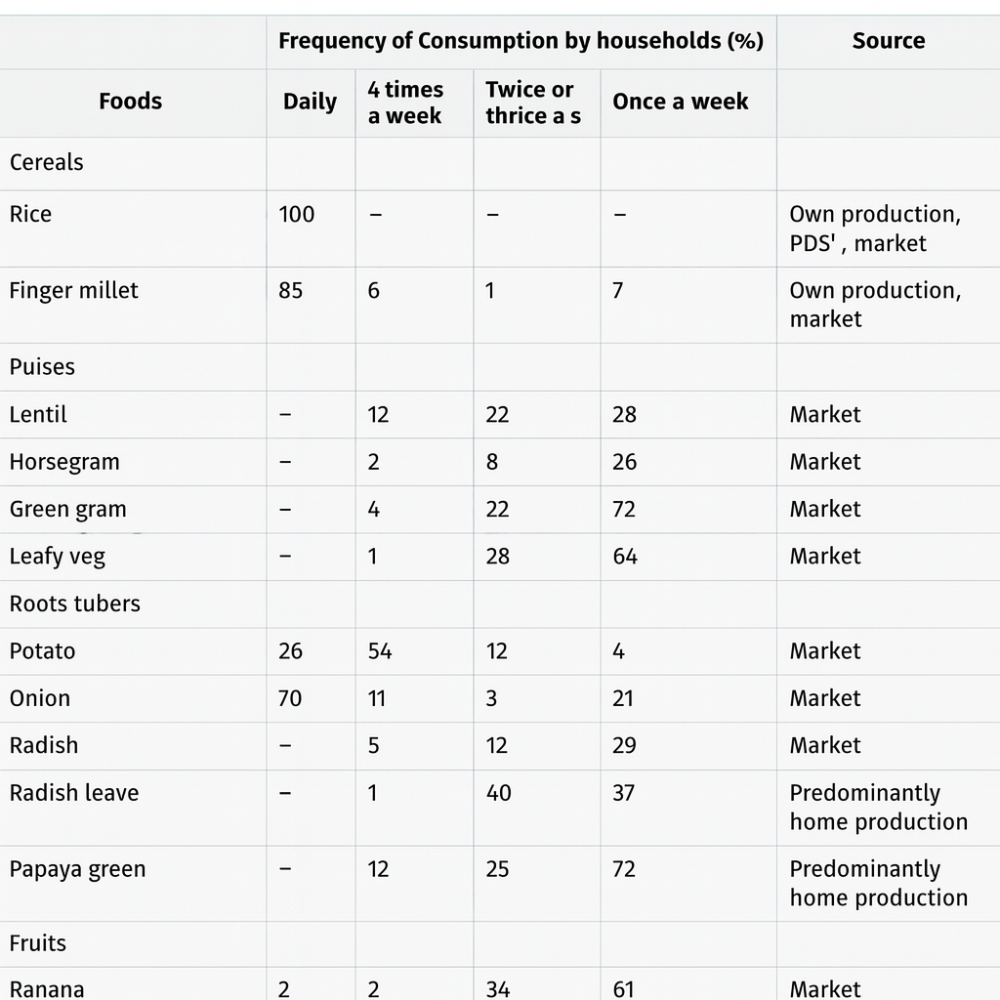 Frequency of Consumption by households (%) Source
Foods Daily 4 times a week Twice or thrice a s Once a week
Cereals
Rice 100 – – – Own production, PDS' , market
Finger millet 85 6 1 7 Own production, market
Puises
Lentil – 12 22 28 Market
Horsegram – 2 8 26 Market
Green gram – 4 22 72 Market
Leafy veg – 1 28 64 Market
Roots tubers
Potato 26 54 12 4 Market
Onion 70 11 3 21 Market
Radish – 5 12 29 Market
Radish leave – 1 40 37 Predominantly home production
Papaya green – 12 25 72 Predominantly home production
Fruits
Ranana 2 2 34 61 Market